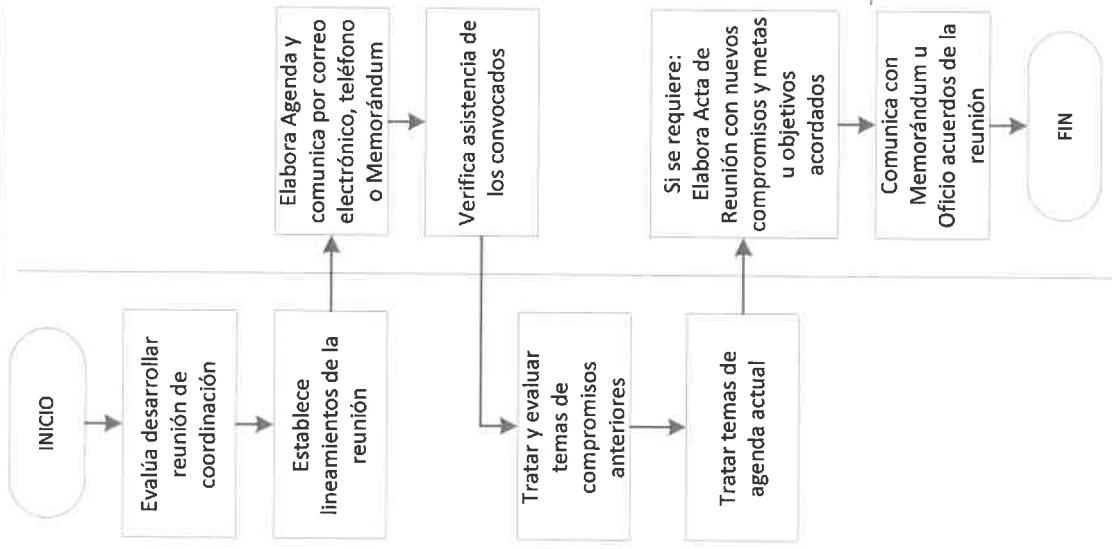 INICIO
Evalúa desarrollar
reunión de
coordinación
Establece
lineamientos de la
reunión
Elabora Agenda y
comunica por correo
electrónico, teléfono
o Memorándum
Verifica asistencia de
los convocados
Tratar y evaluar
temas de
compromisos
anteriores
Tratar temas de
agenda actual
Si se requiere:
Elabora Acta de
Reunión con nuevos
compromisos y metas
u objetivos
acordados
Comunica con
Memorándum u
Oficio acuerdos de la
reunión
FIN